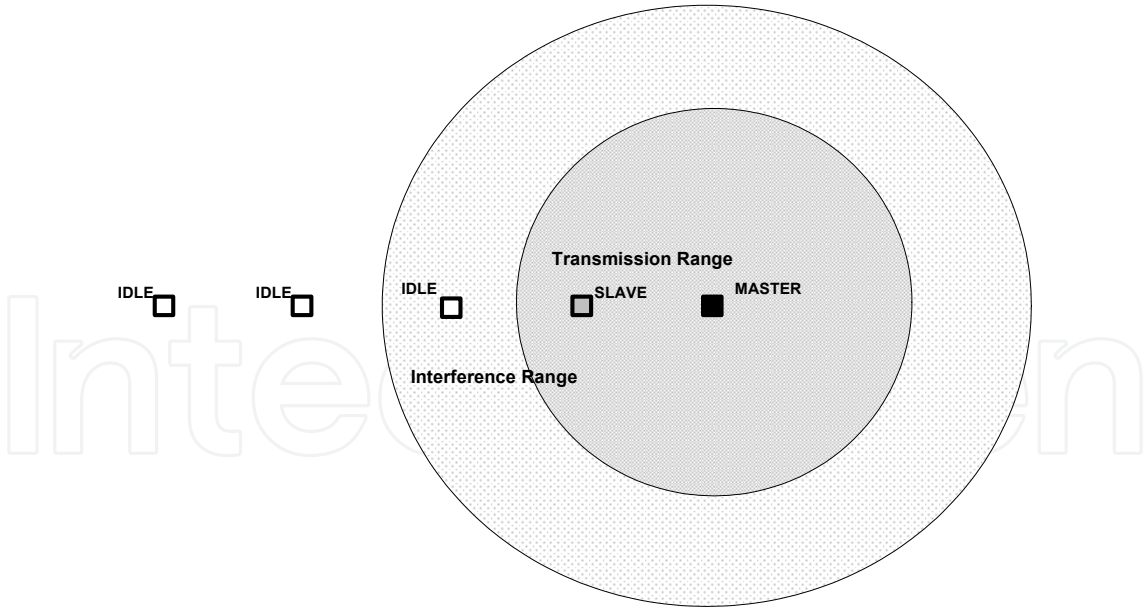 Transmission Range
IDLE
IDLE
IDLE
SLAVE
MASTER
Interference Range